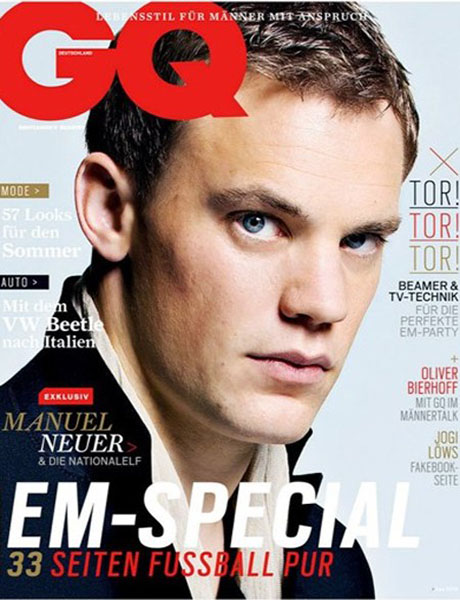 LEBENSSTIL FÜR MÄNNER MIT ANSPRUCH
GQ
DEUTSCHLAND
MODE >
57 Looks
für den
Sommer
AUTO >
Mit dem
VW Beetle
nach Italien
TOR!
TOR!
TOR!
BEAMER &
TV-TECHNIK
FÜR DIE
PERFEKTE
EM-PARTY
+
OLIVER
BIERHOFF
MIT GQ IM
MÄNNERTALK
JOGI
LÖWS
FAKEBOOK-
SEITE
EXKLUSIV
MANUEL
NEUER >
& DIE NATIONALELF
EM-SPECIAL
33 SEITEN FUSSBALL PUR